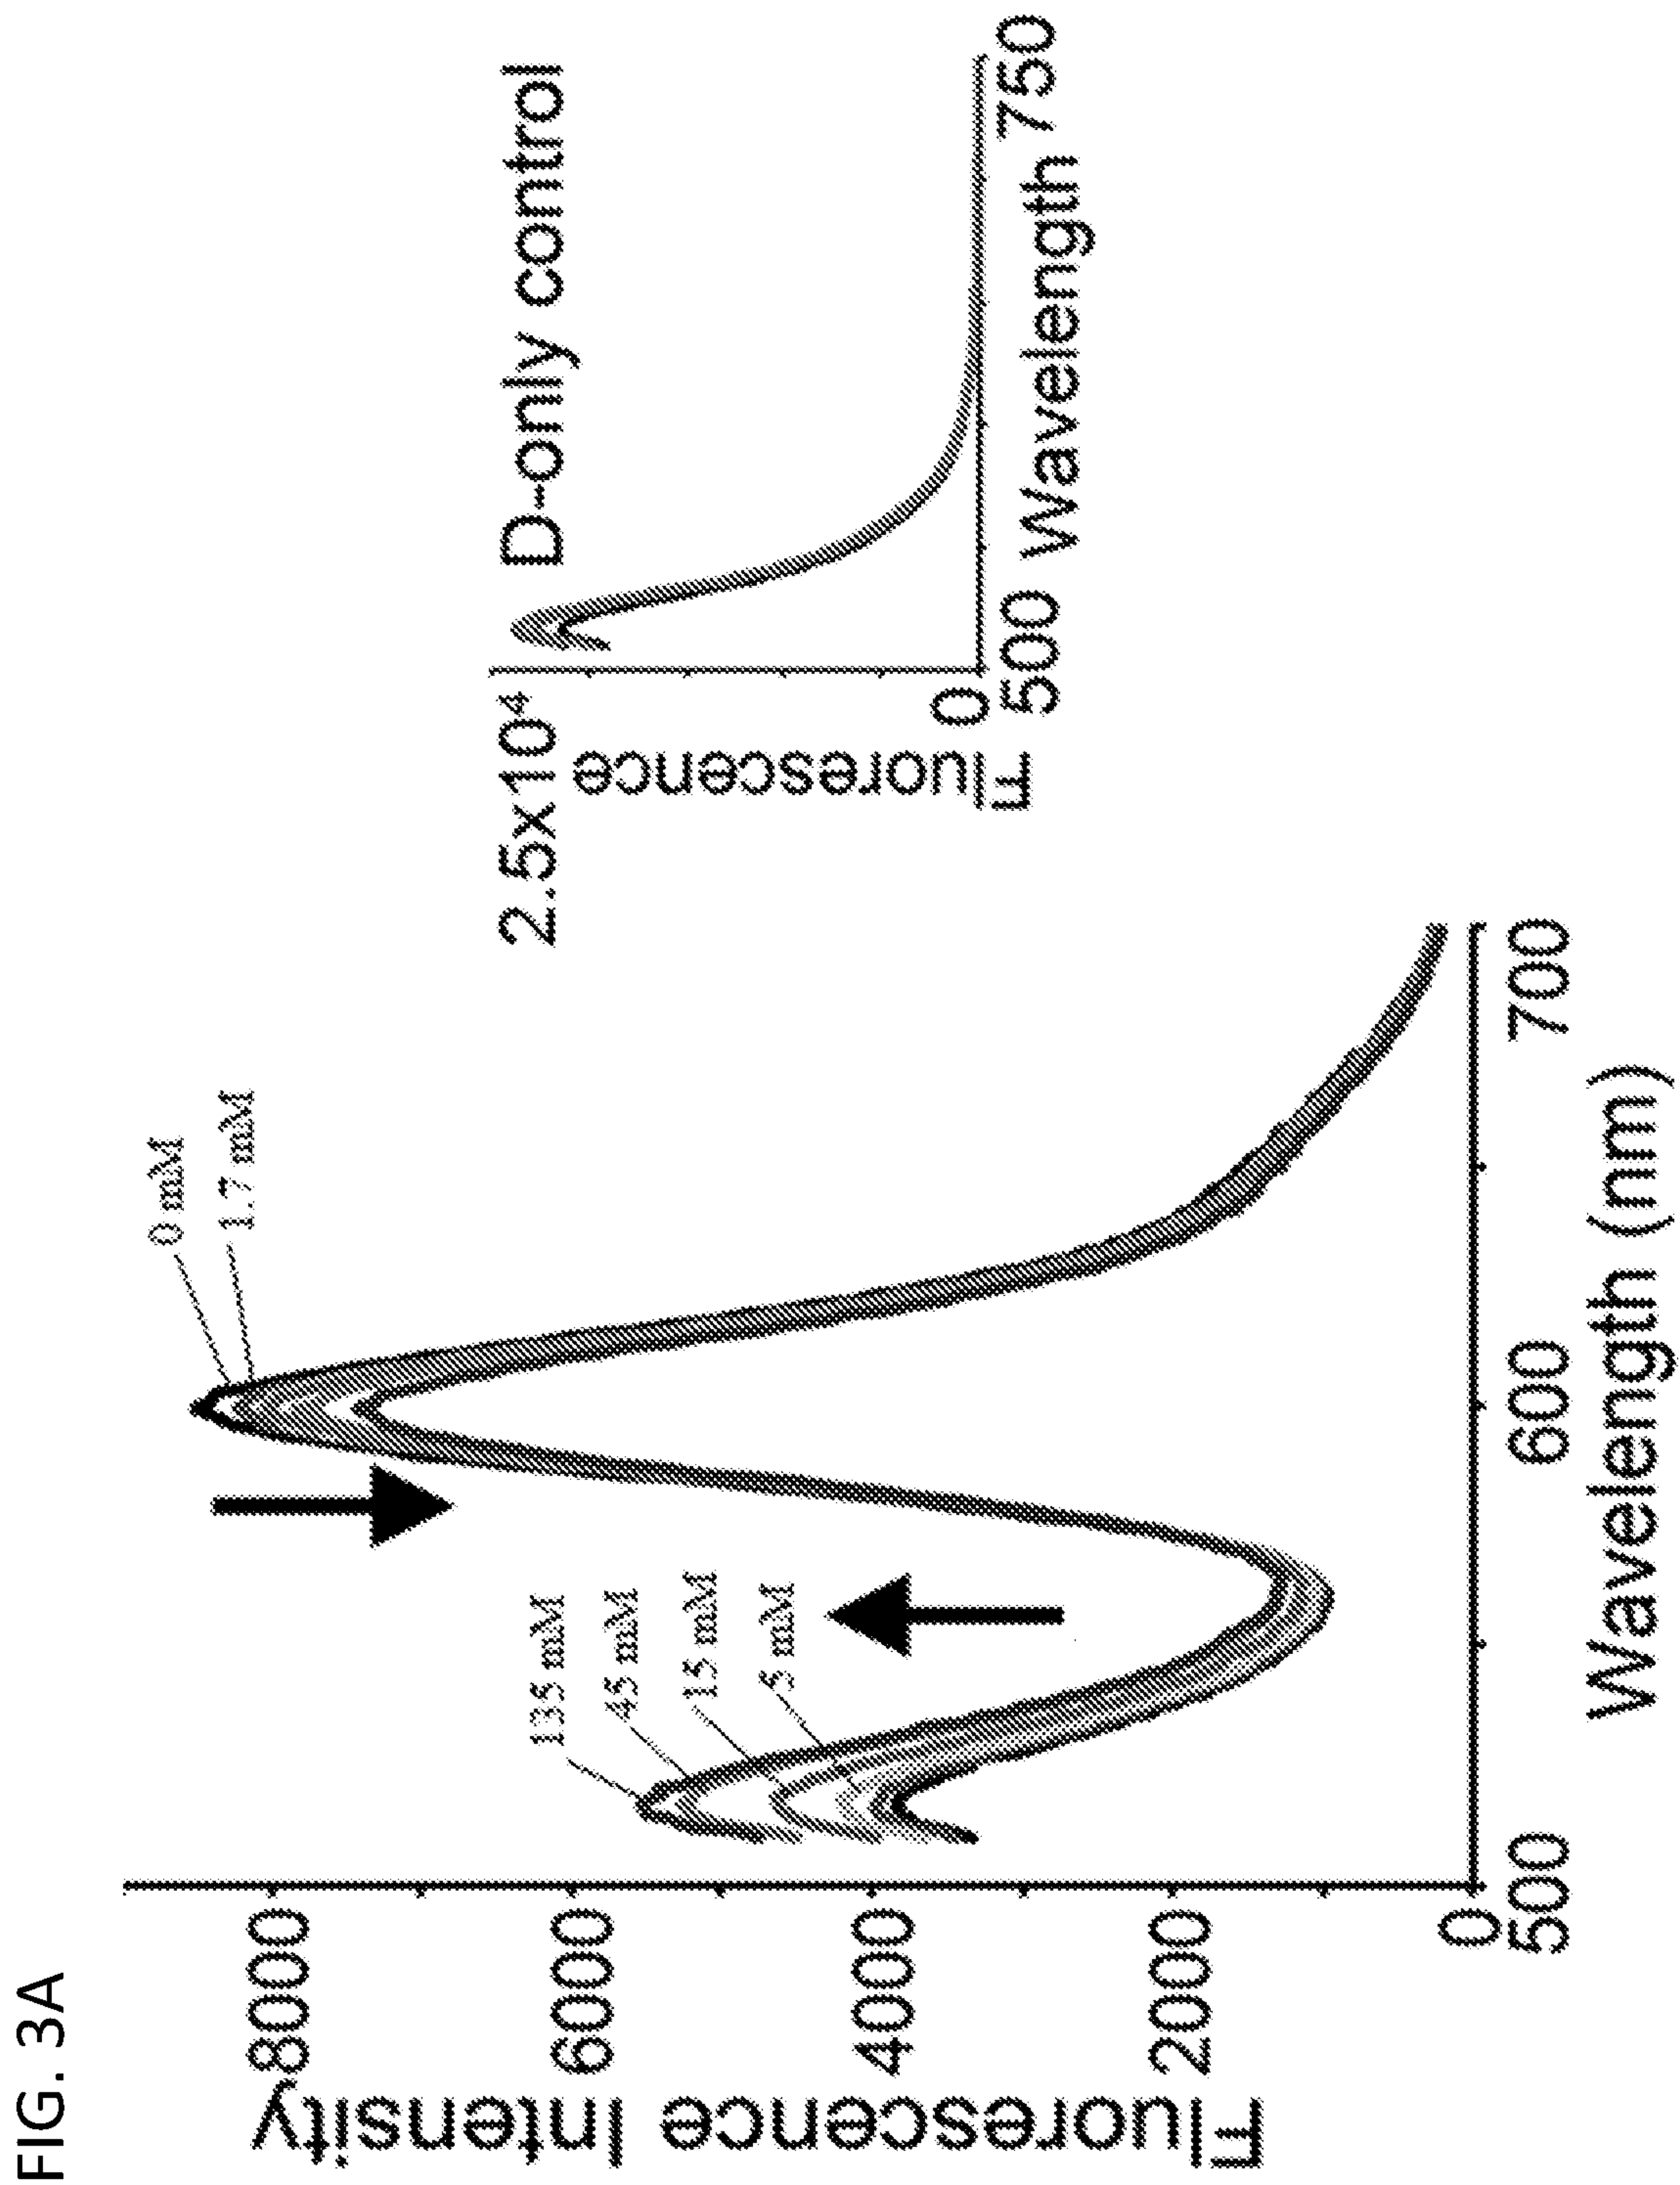 FIG. 3A
Fluorescence Intensity
8000
6000
4000
2000
0
500
600
700
Wavelength (nm)
0 mM
1.7 mM
135 mM
45 mM
15 mM
5 mM
D-only control
2.5x10⁴
Fluorescence
0
500 Wavelength 750